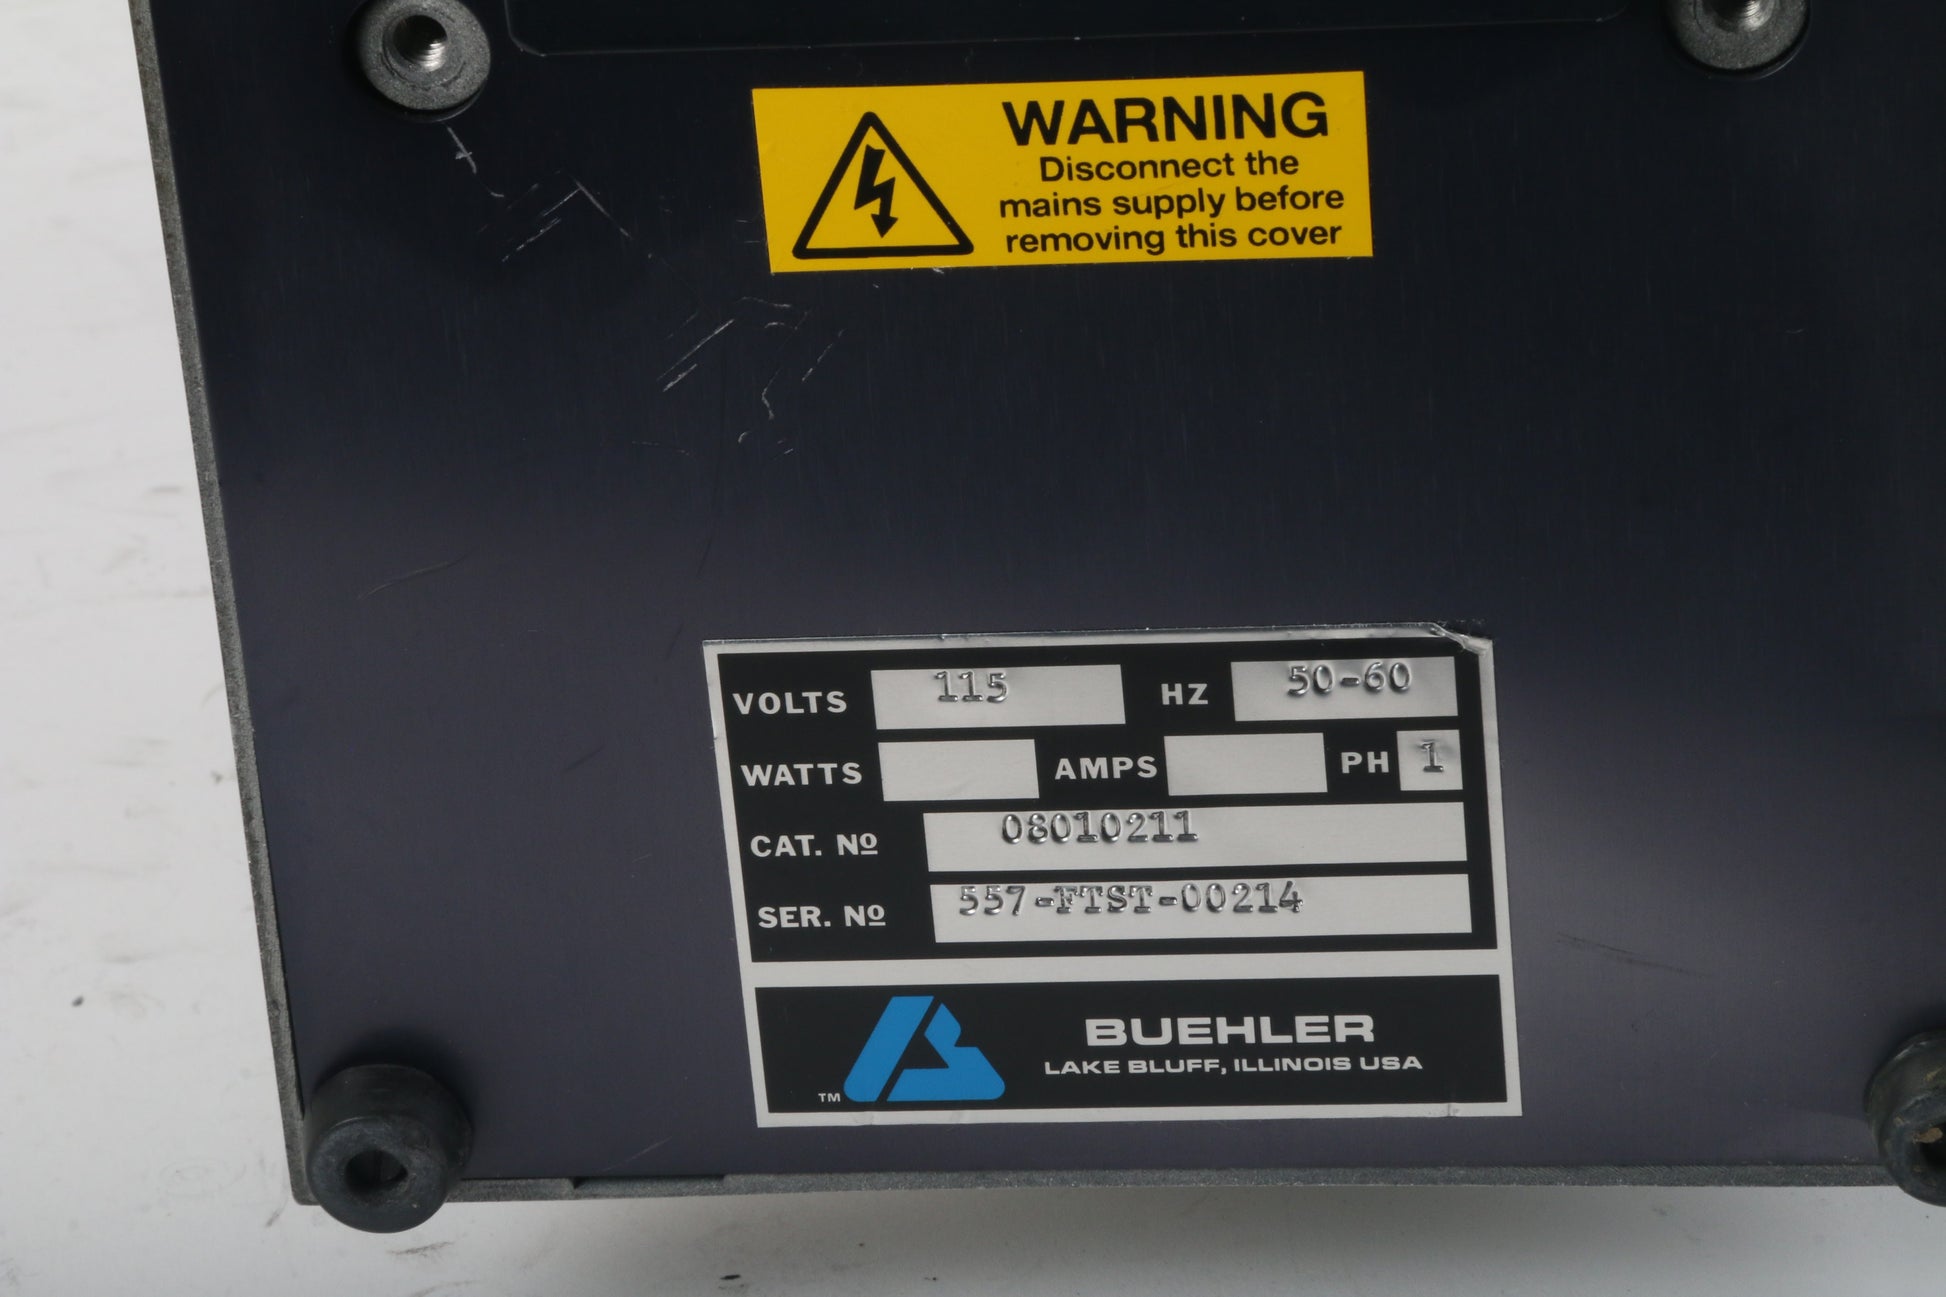 WARNING
Disconnect the
mains supply before
removing this cover
VOLTS 115 HZ 50-60
WATTS AMPS PH 1
CAT. Nº 08010211
SER. Nº 557-FTST-00214
BUEHLER
LAKE BLUFF, ILLINOIS USA
TM